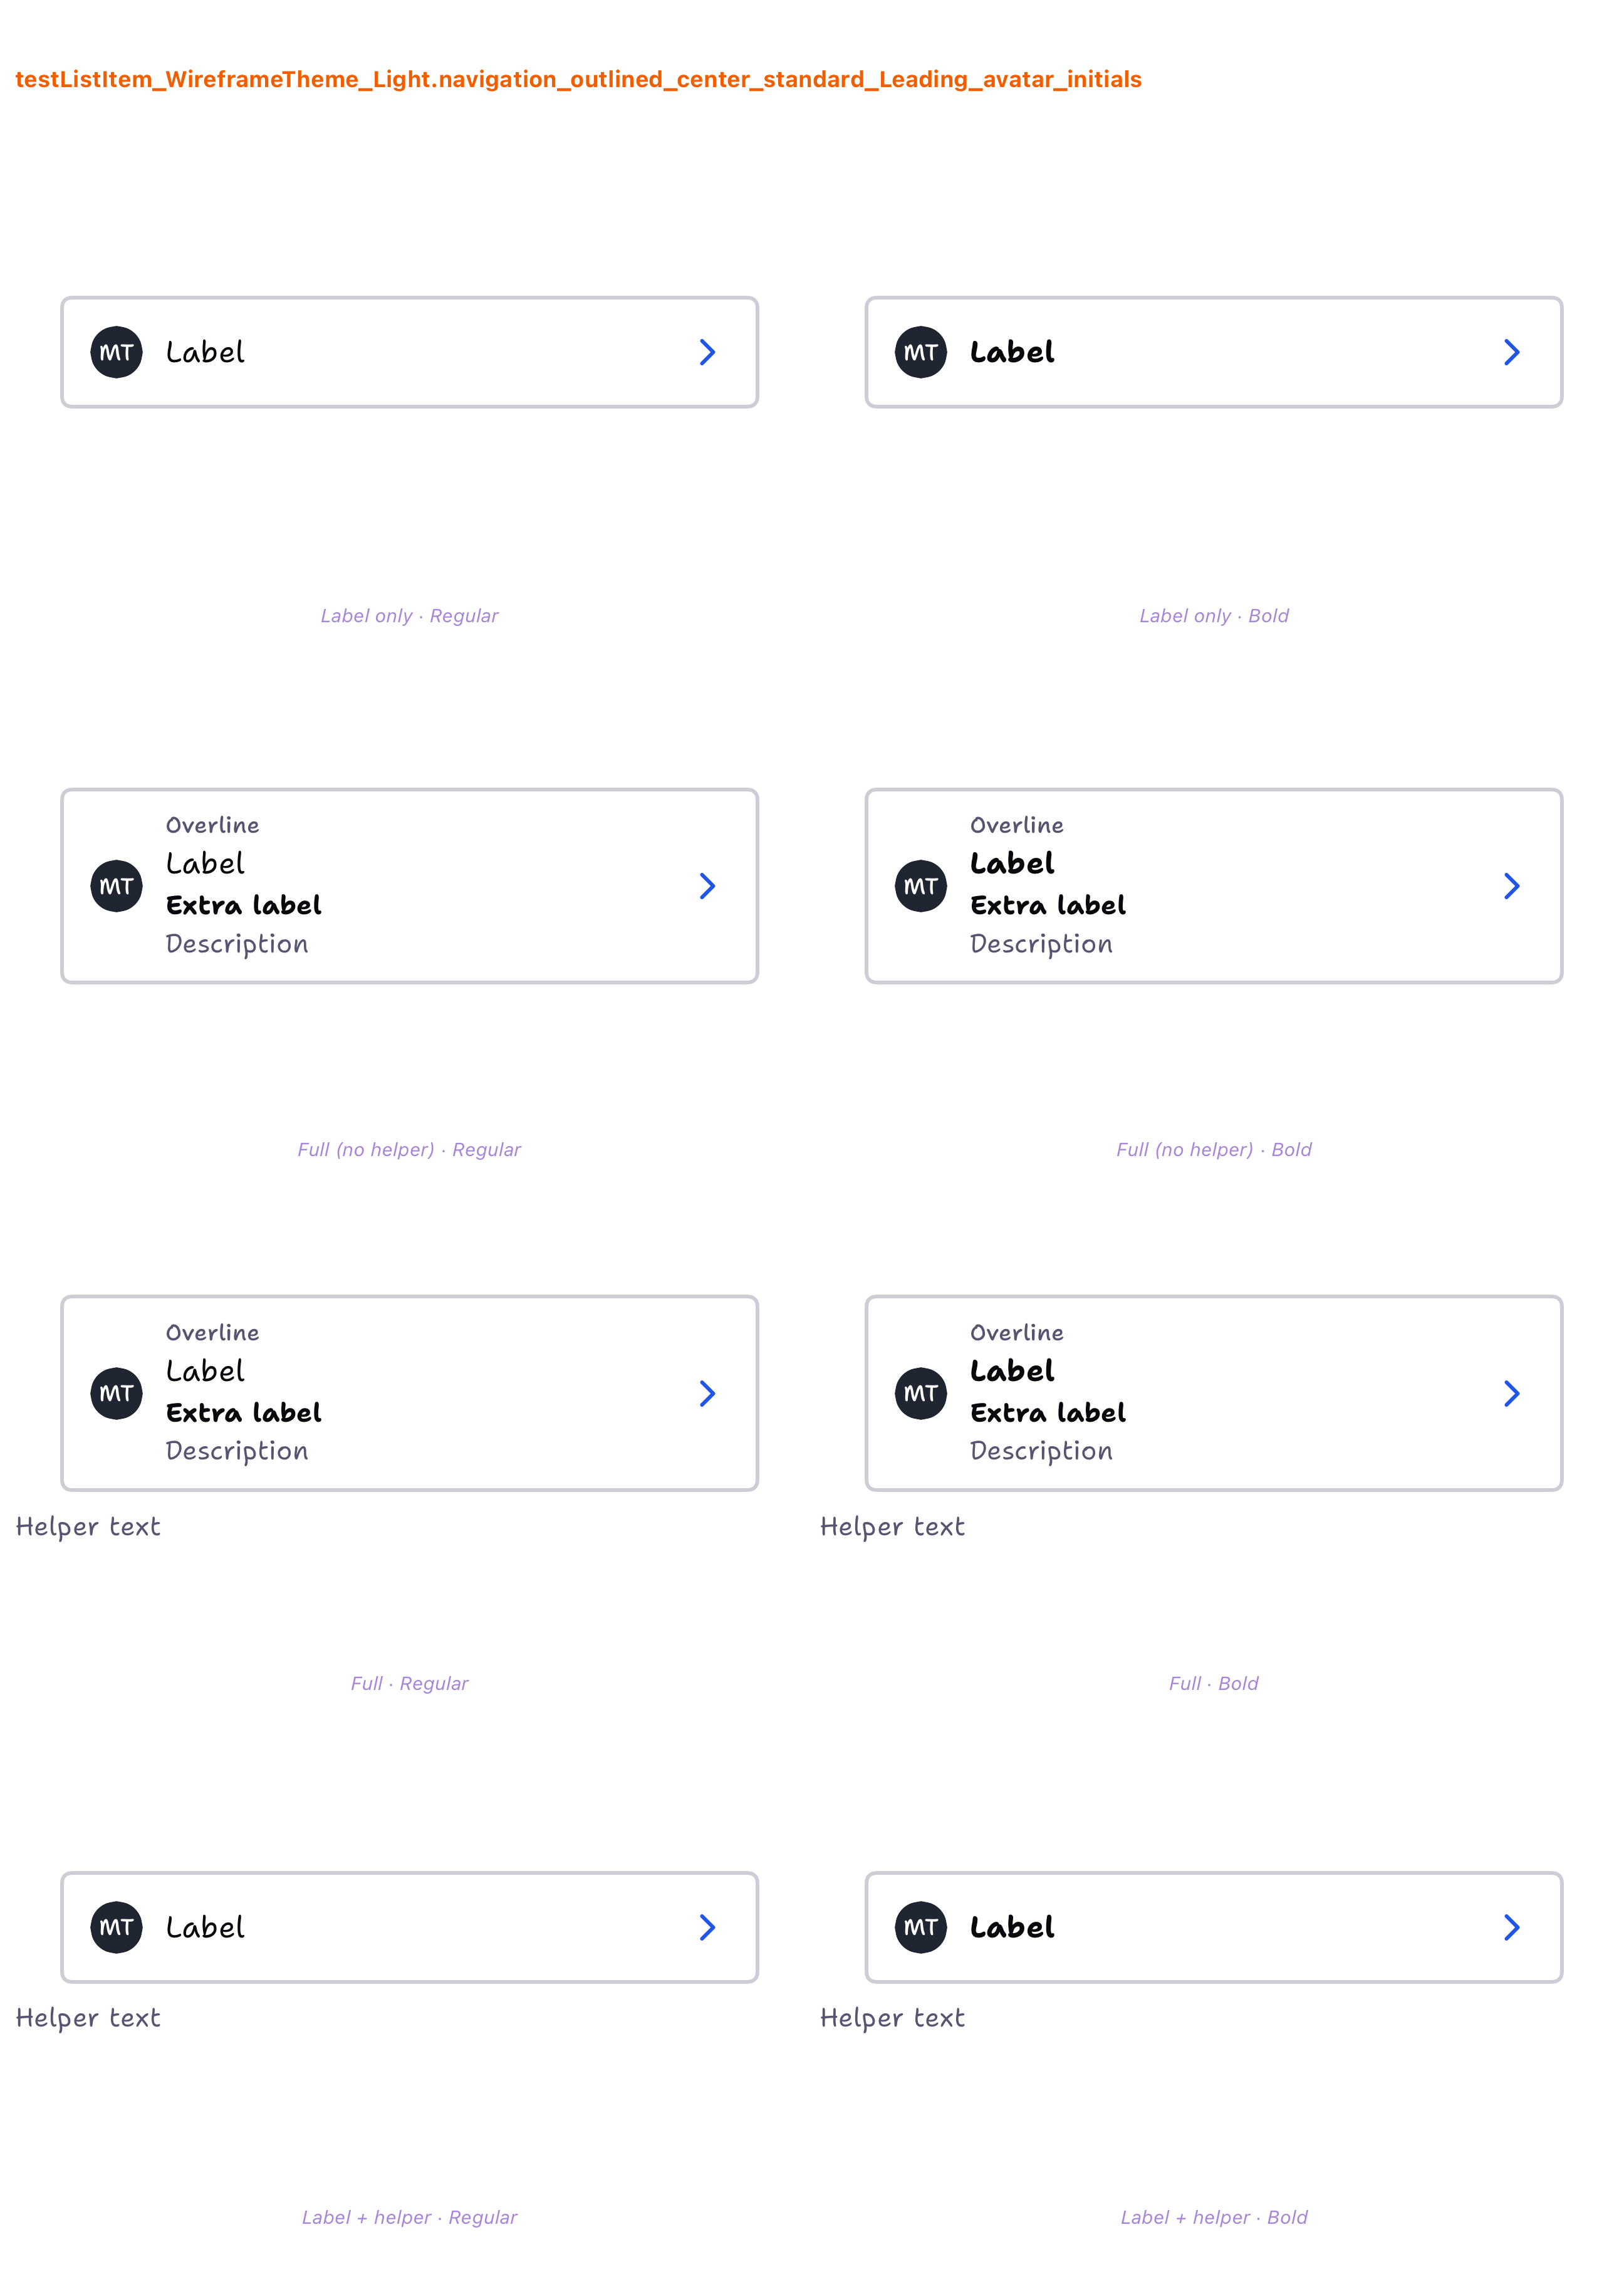 testListItem_WireframeTheme_Light.navigation_outlined_center_standard_Leading_avatar_initials
MT Label
MT Label
Label only · Regular
Label only · Bold
Overline
Label
MT
Extra label
Description
Overline
Label
MT
Extra label
Description
Full (no helper) · Regular
Full (no helper) · Bold
Overline
Label
MT
Extra label
Description
Helper text
Overline
Label
MT
Extra label
Description
Helper text
Full · Regular
Full · Bold
MT Label
Helper text
MT Label
Helper text
Label + helper · Regular
Label + helper · Bold